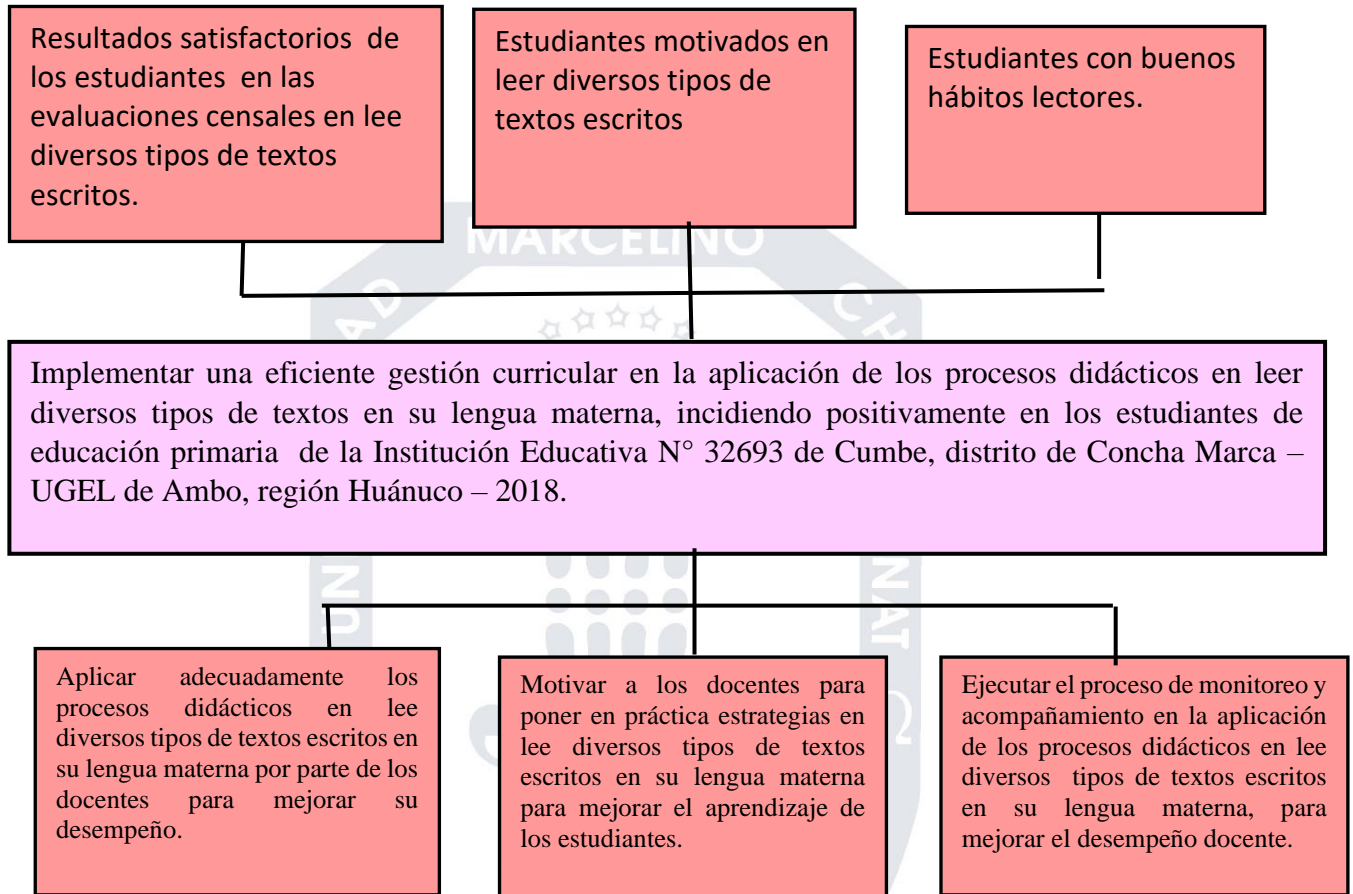 Resultados satisfactorios de
los estudiantes en las
evaluaciones censales en lee
diversos tipos de textos
escritos.
Estudiantes motivados en
leer diversos tipos de
textos escritos
Estudiantes con buenos
hábitos lectores.
MARCELINO
Implementar una eficiente gestión curricular en la aplicación de los procesos didácticos en leer
diversos tipos de textos en su lengua materna, incidiendo positivamente en los estudiantes de
educación primaria de la Institución Educativa N° 32693 de Cumbe, distrito de Concha Marca –
UGEL de Ambo, región Huánuco – 2018.
Aplicar adecuadamente los
procesos didácticos en lee
diversos tipos de textos escritos en
su lengua materna por parte de los
docentes para mejorar su
desempeño.
Motivar a los docentes para
poner en práctica estrategias en
lee diversos tipos de textos
escritos en su lengua materna
para mejorar el aprendizaje de
los estudiantes.
Ejecutar el proceso de monitoreo y
acompañamiento en la aplicación
de los procesos didácticos en lee
diversos tipos de textos escritos
en su lengua materna, para
mejorar el desempeño docente.